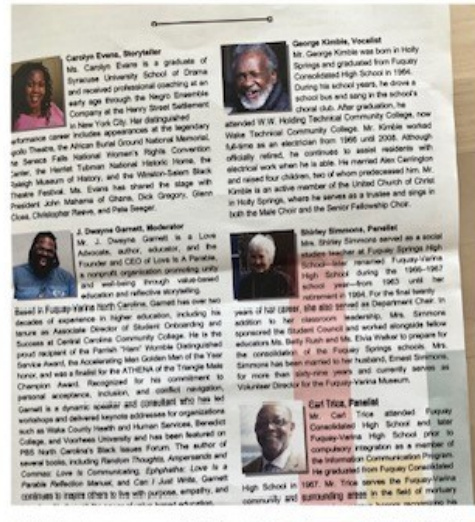 Carolyn Evans, Storyteller
Ms. Carolyn Evans is a graduate of
Syracuse University School of Drama
and received professional coaching at an
early age through the Negro Ensemble
Company at the Henry Street Settlement
in New York City. Her distinguished
performance career includes appearances at the legendary
Apollo Theatre, the African Burial Ground National Memorial,
he Seneca Falls National Women's Rights Convention
Center, the Harriet Tubman National Historic Home, the
Raleigh Museum of History, and the Winston-Salem Black
Theatre Festival. Ms. Evans has shared the stage with
President John Mahama of Ghana, Dick Gregory, Glenn
Close, Christopher Reeve, and Pete Seeger.
J. Dwayne Garnett, Moderator
Mr. J. Dwayne Garnett is a Love
Advocate, author, educator, and the
Founder and CEO of Love Is A Parable,
a nonprofit organization promoting unity
and well-being through value-based
education and reflective storytelling.
Based in Fuquay-Varina North Carolina, Garnett has over two
decades of experience in higher education, including his
tenure as Associate Director of Student Onboarding and
Success at Central Carolina Community College. He is the
proud recipient of the Parrish "Ham" Womble Distinguished
Service Award, the Accelerating Men Golden Man of the Year
honor, and was a finalist for the ATHENA of the Triangle Male
Champion Award. Recognized for his commitment to
personal acceptance, inclusion, and conflict navigation,
Garnett is a dynamic speaker and consultant who has led
workshops and delivered keynote addresses for organizations
such as Wake County Health and Human Services, Benedict
College, and Voorhees University and has been featured on
PBS North Carolina's Black Issues Forum. The author of
several books, including Random Thoughts, Ampersands and
Commas: Love Is Communicating, Ephphatha: Love Is a
Parable Reflection Manual, and Can I Just Write, Garnett
continues to inspire others to live with purpose, empathy, and
George Kimble, Vocalist
Mr. George Kimble was born in Holly
Springs and graduated from Fuquay
Consolidated High School in 1964.
During his school years, he drove a
school bus and sang in the school's
choral club. After graduation, he
attended W.W. Holding Technical College, now
Wake Technical Community College. Mr. Kimble worked
full-time as an electrician from 1966 until 2008. Although
officially retired, he continues to assist residents with
electrical work when he is able. He married Alex Carrington
and raised four children, two of whom predeceased him. Mr.
Kimble is an active member of the United Church of Christ
in Holly Springs, where he serves as a trustee and sings in
both the Male Choir and the Senior Fellowship Choir.
Shirley Simmons, Panelist
Mrs. Shirley Simmons served as a social
studies teacher at Fuquay Springs High
School—later renamed Fuquay-Varina
High School during the 1966–1967
school year—from 1963 until her
retirement in 1994. For the final twenty
years of her career, she also served as Department Chair. In
addition to her classroom leadership, Mrs. Simmons
sponsored the Student Council and worked alongside fellow
educators Ms. Betty Rush and Ms. Elvia Walker to prepare for
the consolidation of the Fuquay Springs schools. Mrs.
Simmons has been married to her husband, Ernest Simmons,
for more than sixty-nine years and currently serves as
Volunteer Director for the Fuquay-Varina Museum.
Carl Trice, Panelist
Mr. Carl Trice attended Fuquay
Consolidated High School and later
Fuquay-Varina High School prior to
compulsory integration as a member of
the Information Communication Program.
He graduated from Fuquay Consolidated
High School in 1967. Mr. Trice serves the Fuquay-Varina
community and surrounding areas in the field of mortuary